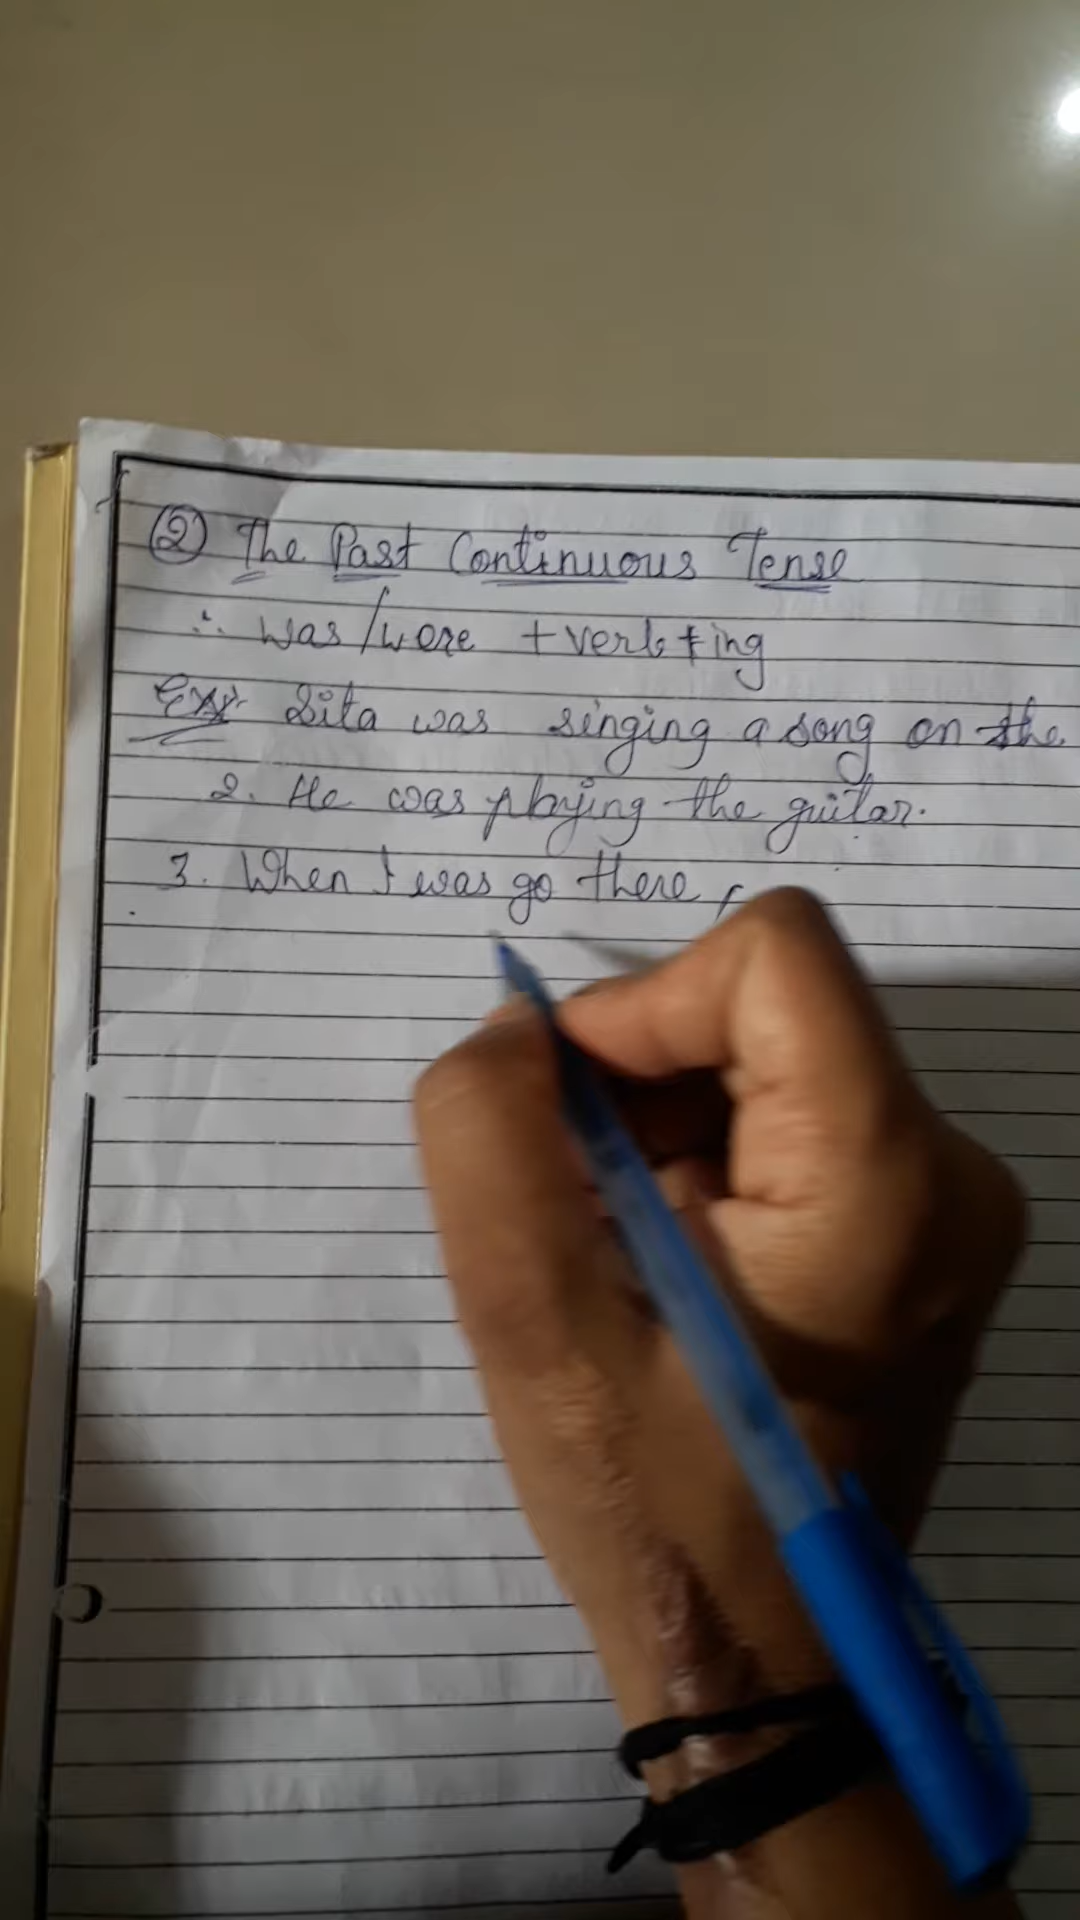 ② The Past Continuous Tense
∴ Was/were + verb + ing
Ex:- Sita was singing a song on the
2. He was playing the guitar.
3. When I was go there,